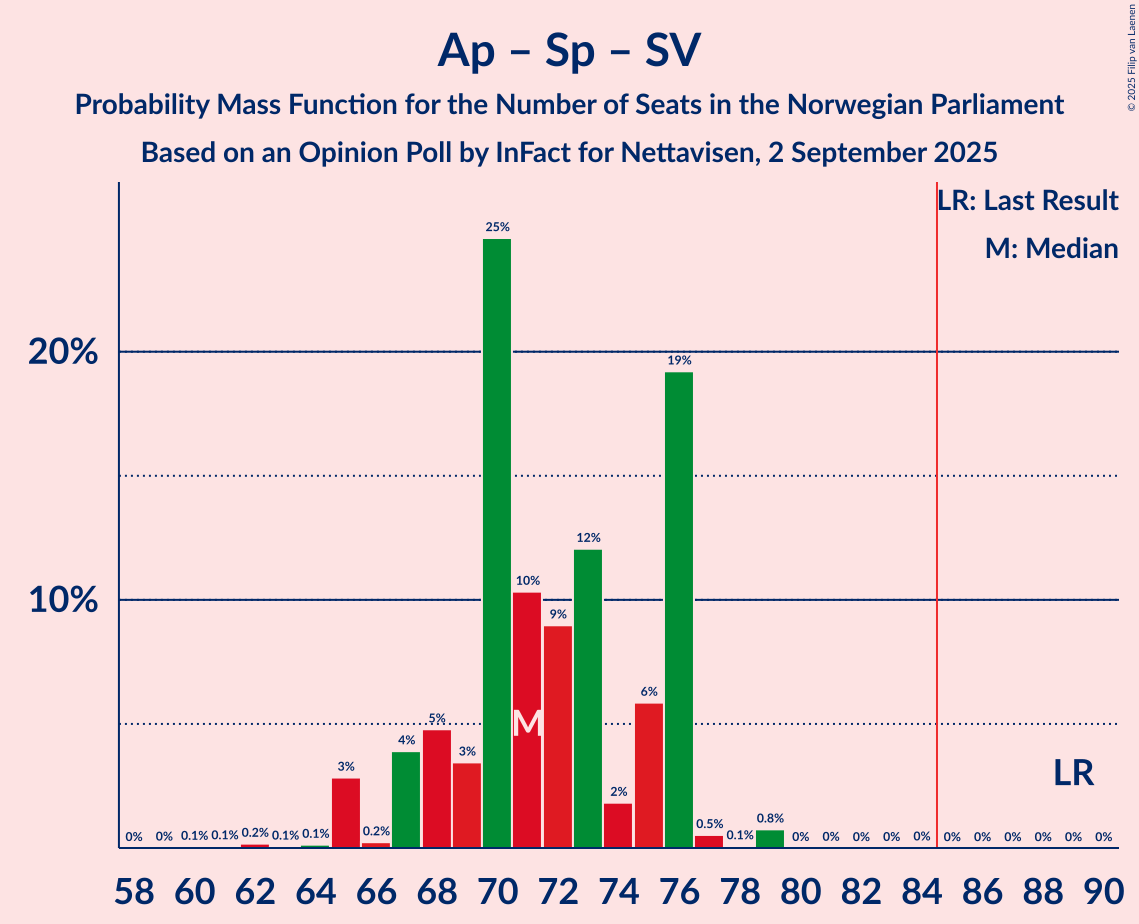 Ap – Sp – SV
Probability Mass Function for the Number of Seats in the Norwegian Parliament
Based on an Opinion Poll by InFact for Nettavisen, 2 September 2025
© 2025 Filip van Laenen
LR: Last Result
M: Median
20%
10%
0% 0% 0.1% 0.1% 0.2% 0.1% 0.1% 3% 0.2% 4% 5% 3% 25% 10% 9% 12% 2% 6% 19% 0.5% 0.1% 0.8% 0% 0% 0% 0% 0% 0% 0% 0% 0% 0% 0%
M
LR
58 60 62 64 66 68 70 72 74 76 78 80 82 84 86 88 90